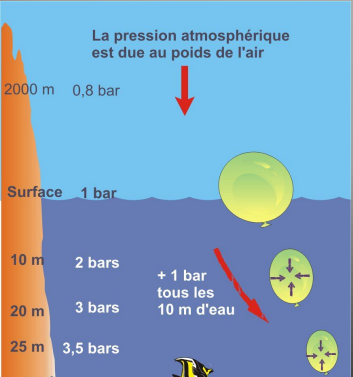 La pression atmosphérique
est due au poids de l'air
2000 m 0,8 bar
Surface 1 bar
10 m 2 bars
+ 1 bar
tous les
10 m d'eau
20 m 3 bars
25 m 3,5 bars